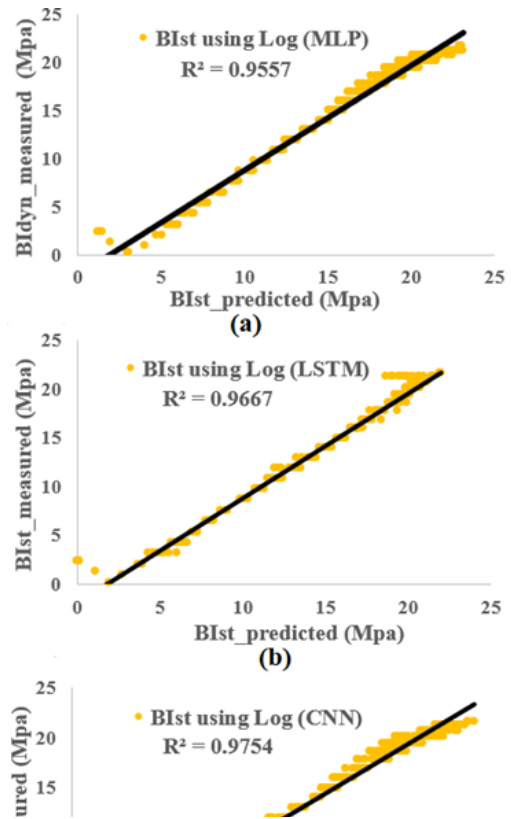 25
BIst using Log (MLP)
R² = 0.9557
20
15
10
5
0
BIdyn_measured (Mpa)
0 5 10 15 20 25
BIst_predicted (Mpa)
(a)
25
BIst using Log (LSTM)
R² = 0.9667
20
15
10
5
0
BIst_measured (Mpa)
0 5 10 15 20 25
BIst_predicted (Mpa)
(b)
25
BIst using Log (CNN)
R² = 0.9754
20
15
ured (Mpa)